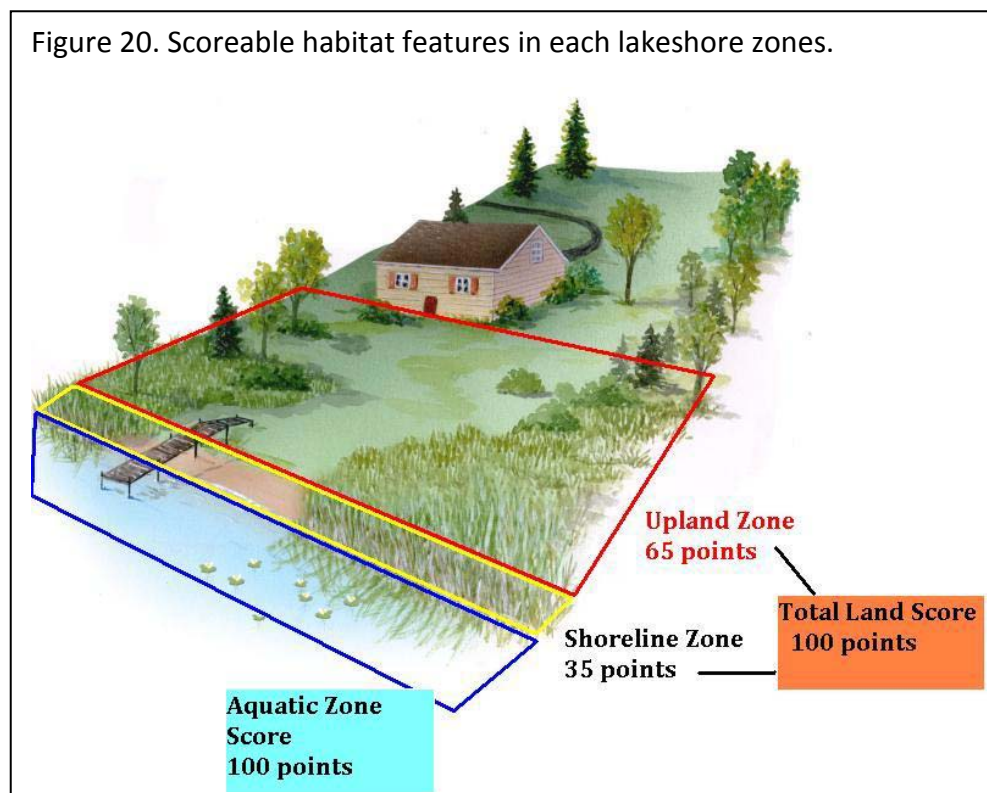 Figure 20. Scoreable habitat features in each lakeshore zones.
Upland Zone
65 points
Total Land Score
100 points
Shoreline Zone
35 points
Aquatic Zone
Score
100 points